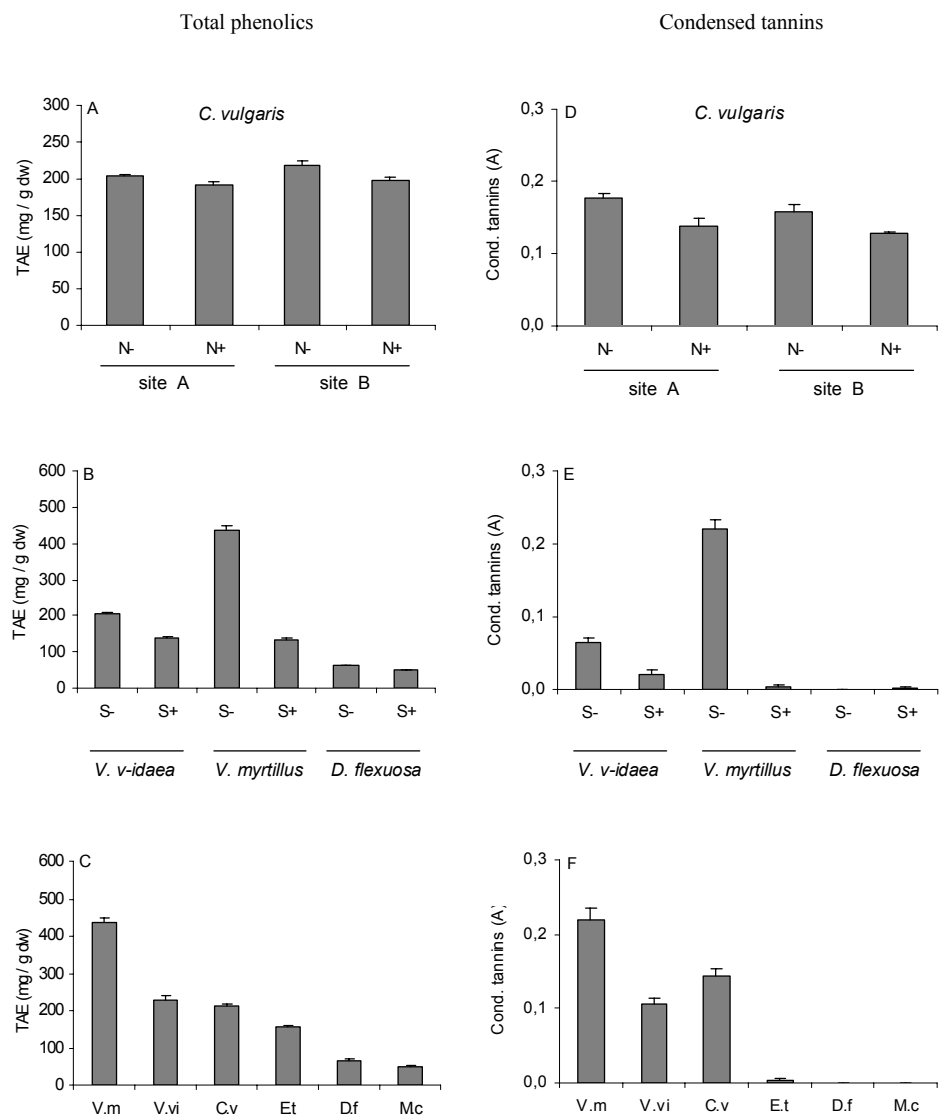 Total phenolics
Condensed tannins
A
C. vulgaris
TAE (mg / g dw)
300
250
200
150
100
50
0
N- N+ N- N+
site A site B
D
C. vulgaris
Cond. tannins (A)
0,3
0,2
0,1
0,0
N- N+ N- N+
site A site B
B
TAE (mg / g dw)
600
500
400
300
200
100
0
S- S+ S- S+ S- S+
V. v-idaea V. myrtillus D. flexuosa
E
Cond. tannins (A)
0,3
0,2
0,1
0,0
S- S+ S- S+ S- S+
V. v-idaea V. myrtillus D. flexuosa
C
TAE (mg / g dw)
600
500
400
300
200
100
0
V.m V.vi C.v E.t D.f M.c
F
Cond. tannins (A)
0,3
0,2
0,1
0,0
V.m V.vi C.v E.t D.f M.c